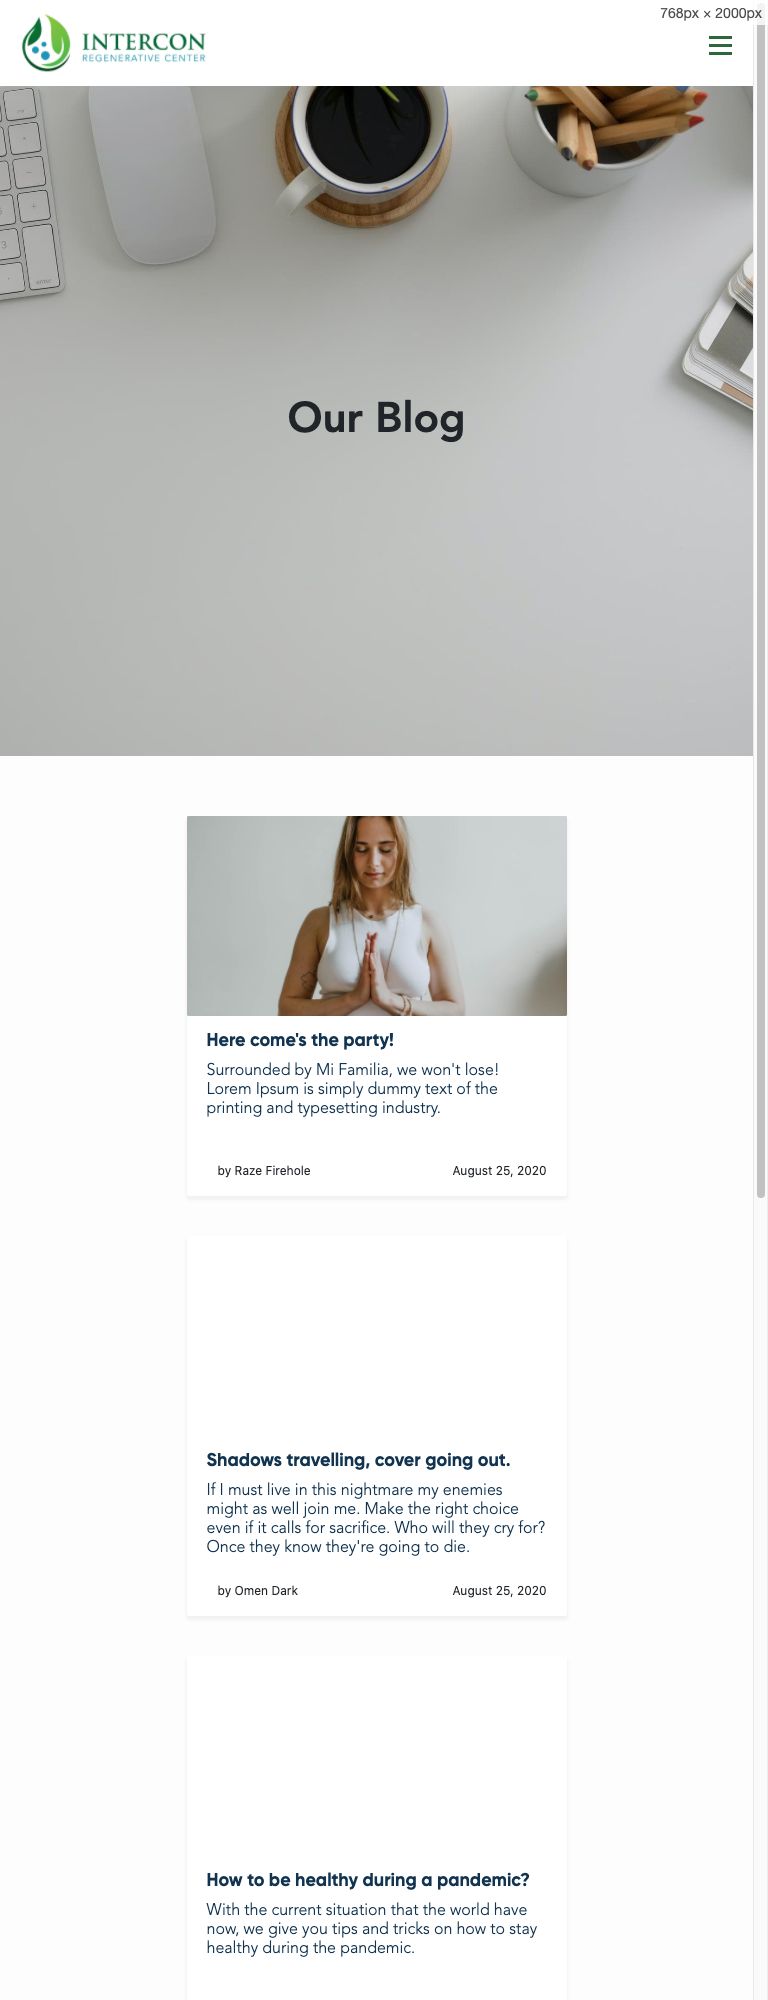 768px × 2000px
INTERCON
REGENERATIVE CENTER
Our Blog
Here come's the party!
Surrounded by Mi Familia, we won't lose!
Lorem Ipsum is simply dummy text of the
printing and typesetting industry.
by Raze Firehole August 25, 2020
Shadows travelling, cover going out.
If I must live in this nightmare my enemies
might as well join me. Make the right choice
even if it calls for sacrifice. Who will they cry for?
Once they know they're going to die.
by Omen Dark August 25, 2020
How to be healthy during a pandemic?
With the current situation that the world have
now, we give you tips and tricks on how to stay
healthy during the pandemic.